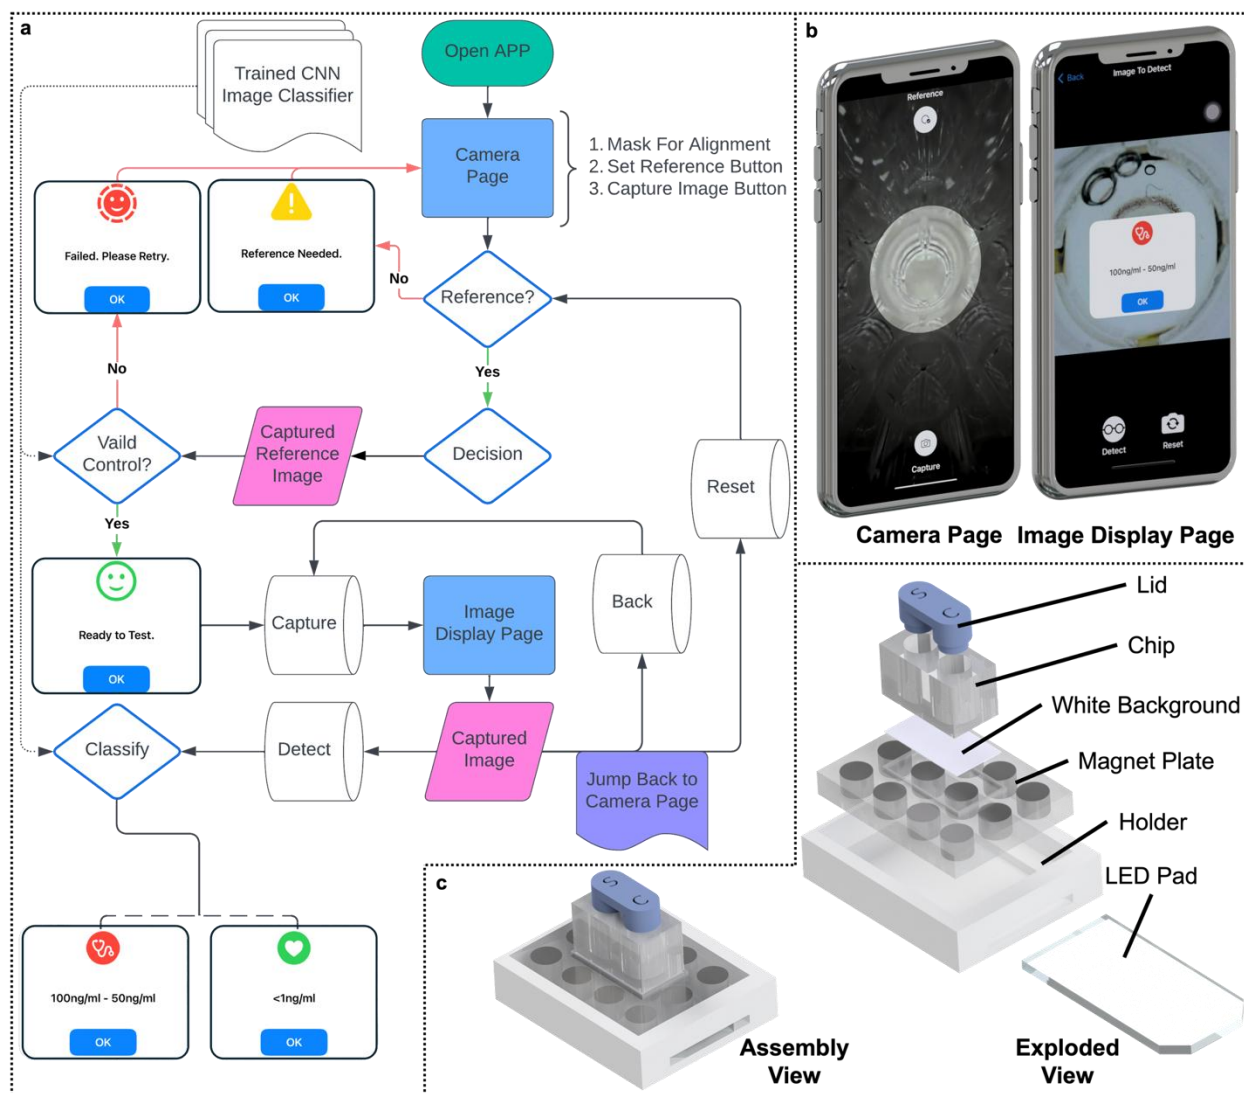 a
Trained CNN
Image Classifier
Open APP
Camera
Page
1. Mask For Alignment
2. Set Reference Button
3. Capture Image Button
Failed. Please Retry.
OK
Reference Needed.
OK
No
Reference?
Yes
No
Vaild
Control?
Captured
Reference
Image
Decision
Reset
Yes
Ready to Test.
OK
Capture
Image
Display Page
Back
Classify
Detect
Captured
Image
Jump Back to
Camera Page
100ng/ml - 50ng/ml
OK
<1ng/ml
OK
b
Reference
Capture
Back
Image To Detect
100ng/ml - 50ng/ml
OK
Detect
Reset
Camera Page
Image Display Page
c
S
C
Assembly
View
S
C
Lid
Chip
White Background
Magnet Plate
Holder
LED Pad
Exploded
View